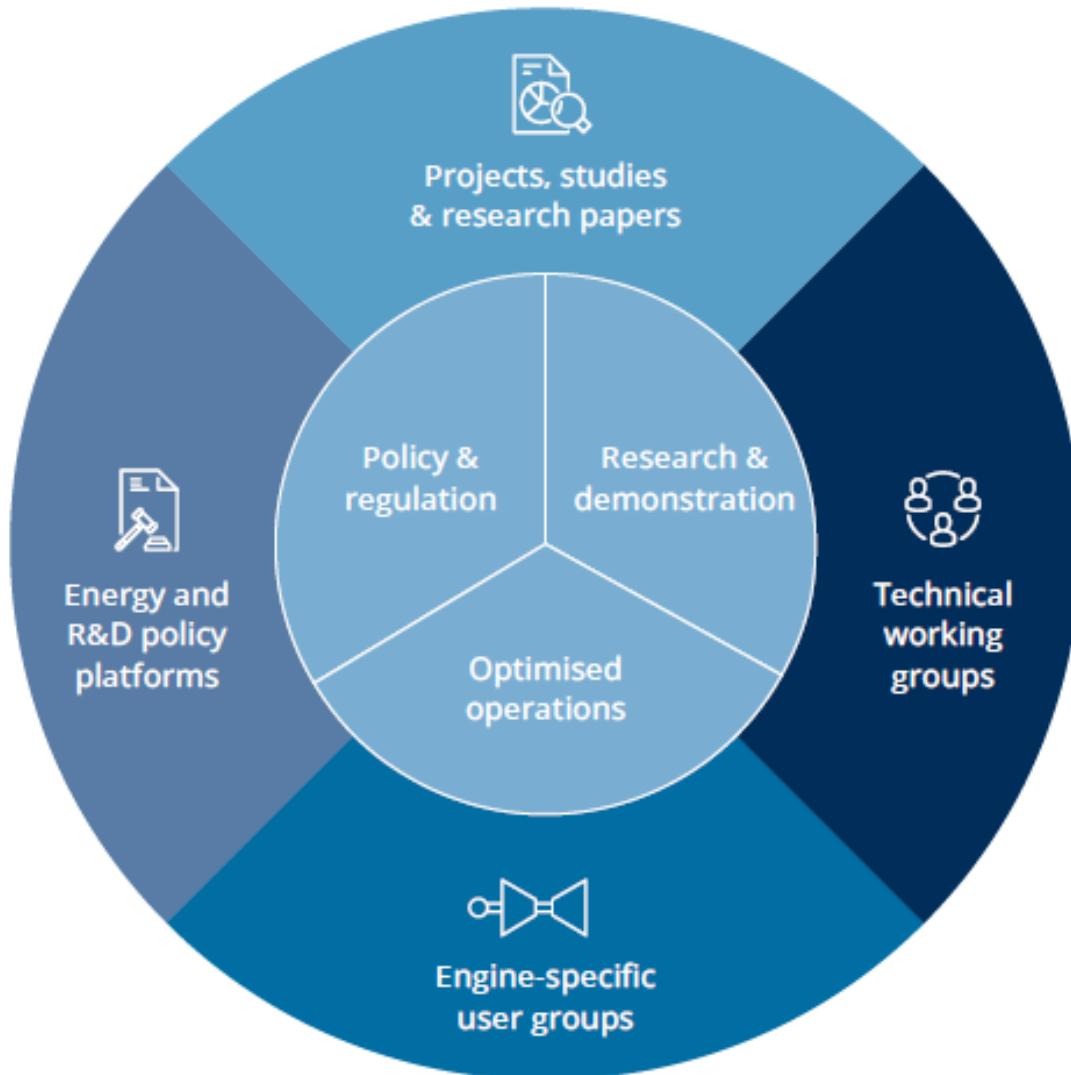 Projects, studies
& research papers
Policy &
regulation
Research &
demonstration
Optimised
operations
Energy and
R&D policy
platforms
Technical
working
groups
Engine-specific
user groups